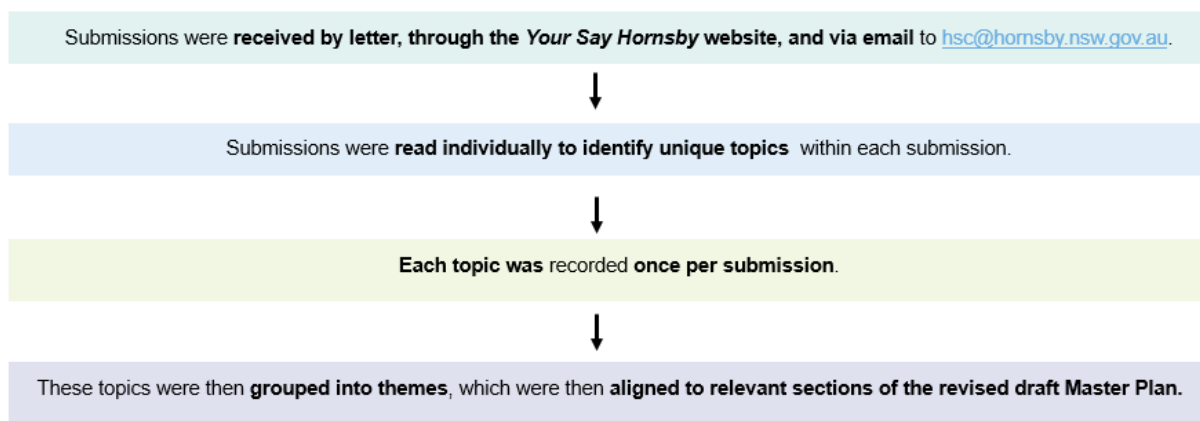 Submissions were received by letter, through the Your Say Hornsby website, and via email to hsc@hornsby.nsw.gov.au.
Submissions were read individually to identify unique topics within each submission.
Each topic was recorded once per submission.
These topics were then grouped into themes, which were then aligned to relevant sections of the revised draft Master Plan.